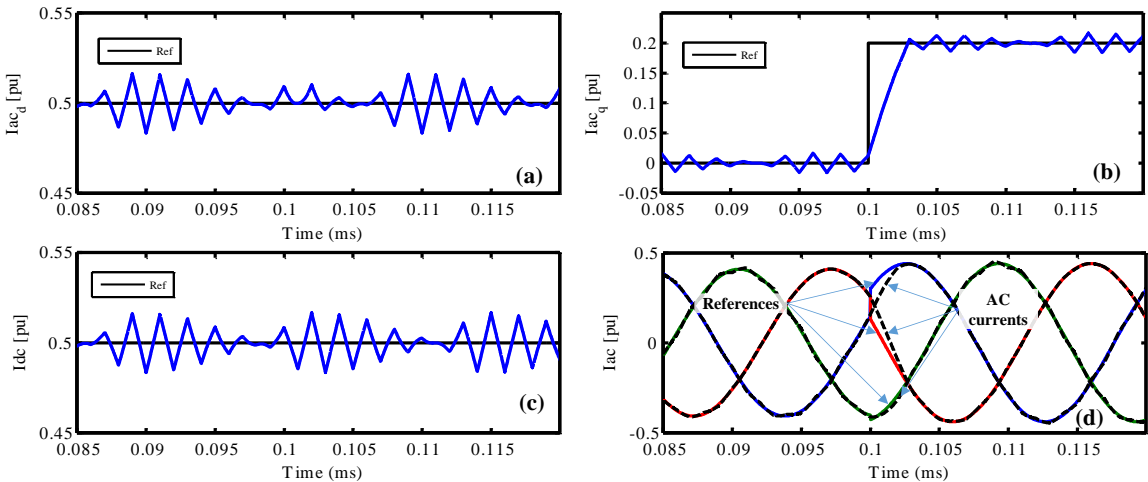 0.55
0.5
0.45
Iac_d [pu]
Ref
(a)
0.085 0.09 0.095 0.1 0.105 0.11 0.115
Time (ms)
0.2
0.15
0.1
0.05
0
-0.05
Iac_q [pu]
Ref
(b)
0.085 0.09 0.095 0.1 0.105 0.11 0.115
Time (ms)
0.55
0.5
0.45
Idc [pu]
Ref
(c)
0.085 0.09 0.095 0.1 0.105 0.11 0.115
Time (ms)
0.5
0
-0.5
Iac [pu]
References
AC
currents
(d)
0.085 0.09 0.095 0.1 0.105 0.11 0.115
Time (ms)